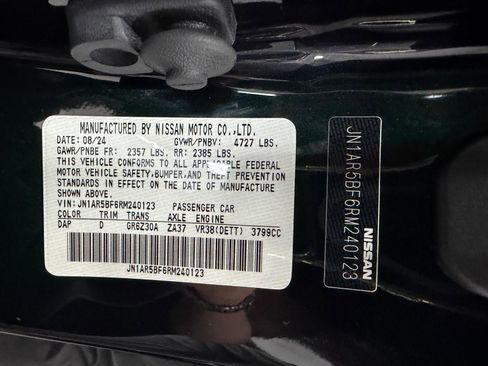 MANUFACTURED BY NISSAN MOTOR CO.,LTD.
DATE: 08/24 GVWR/PNBV: 4727 LBS.
GAWR/PNBE FR: 2357 LBS. RR: 2385 LBS.
THIS VEHICLE CONFORMS TO ALL APPLICABLE FEDERAL
MOTOR VEHICLE SAFETY,BUMPER,AND THEFT PREVENTION
STANDARDS IN EFFECT ON THE DATE OF MANUFACTURE
SHOWN ABOVE.
VIN: JN1AR5BF6RM240123 PASSENGER CAR
COLOR TRIM TRANS AXLE ENGINE
DAP D GR6Z30A ZA37 VR38(DETT) 3799CC
JN1AR5BF6RM240123
JN1AR5BF6RM240123
NISSAN